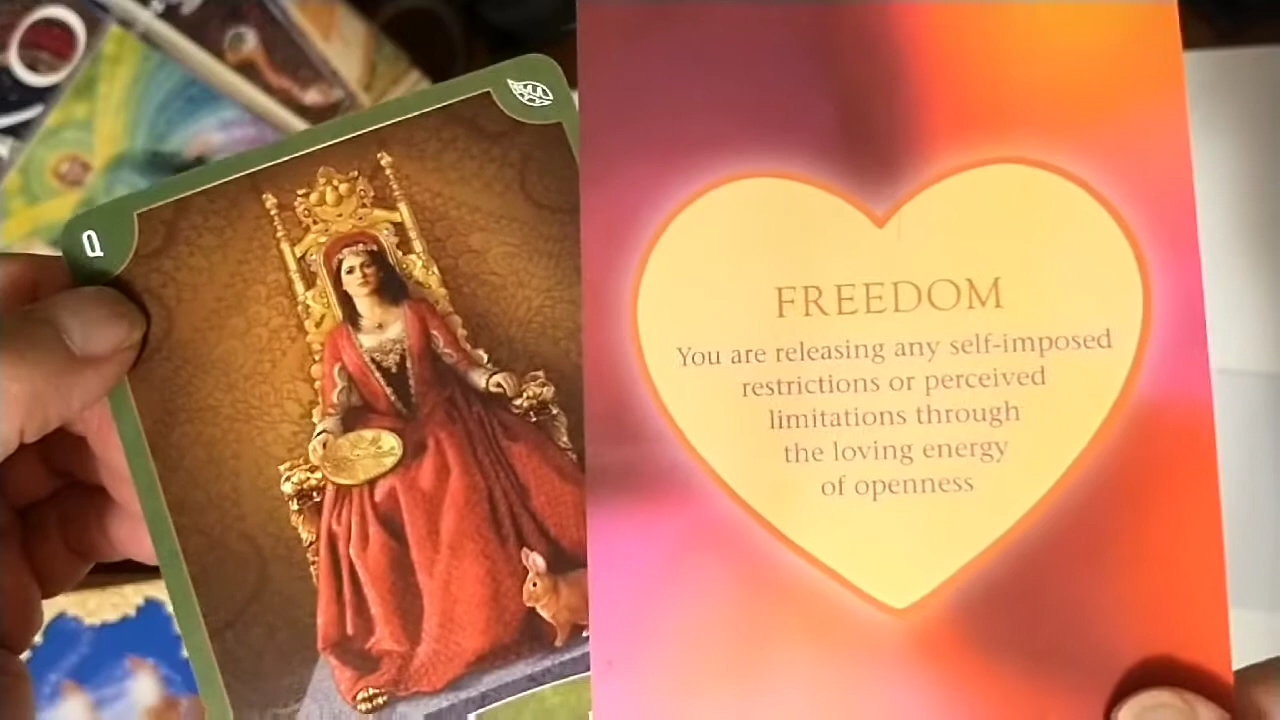 Q
FREEDOM
You are releasing any self-imposed
restrictions or perceived
limitations through
the loving energy
of openness